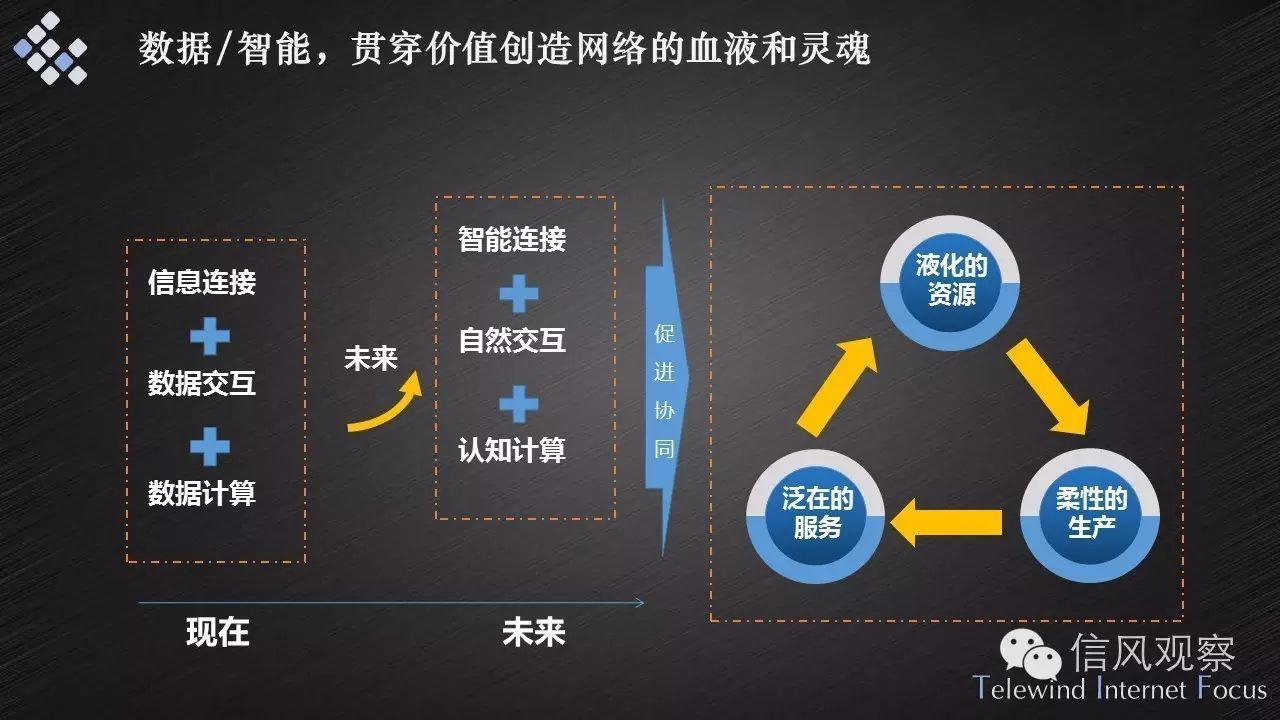 数据/智能，贯穿价值创造网络的血液和灵魂
信息连接
数据交互
数据计算
未来
智能连接
自然交互
认知计算
促
进
协
同
液化的
资源
泛在的
服务
柔性的
生产
现在
未来
信风观察
Telewind Internet Focus